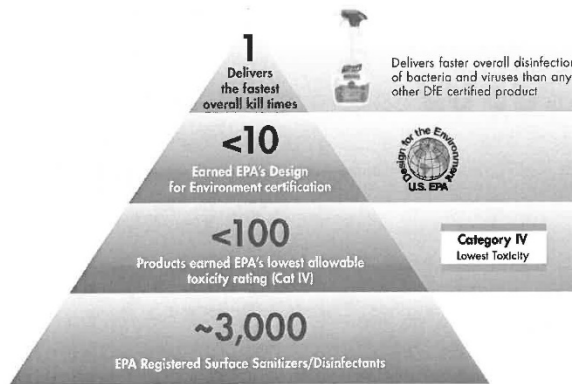 1
Delivers
the fastest
overall kill times
Delivers faster overall disinfection
of bacteria and viruses than any
other DfE certified product
<10
Earned EPA's Design
for Environment certification
Design for the Environment
U.S. EPA
<100
Products earned EPA's lowest allowable
toxicity rating (Cat IV)
Category IV
Lowest Toxicity
~3,000
EPA Registered Surface Sanitizers/Disinfectants